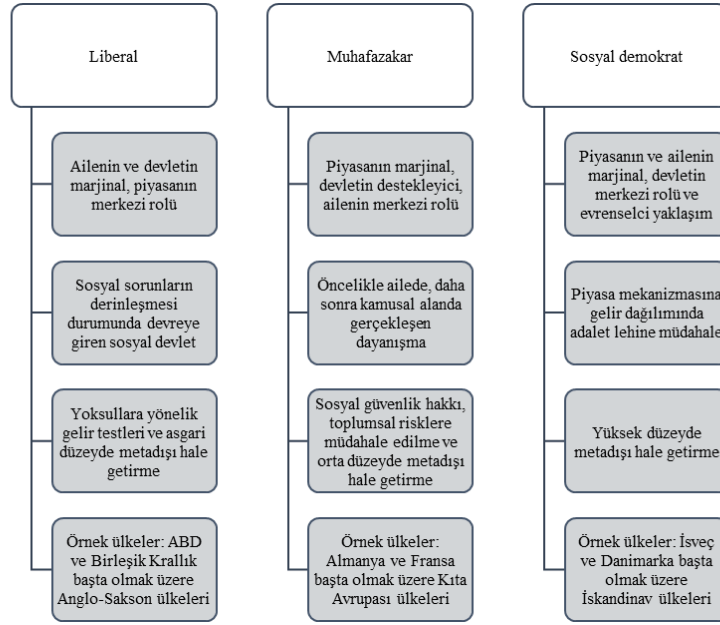 Liberal
Ailenin ve devletin
marjinal, piyasanın
merkezi rolü
Sosyal sorunların
derinleşmesi
durumunda devreye
giren sosyal devlet
Yoksullara yönelik
gelir testleri ve asgari
düzeyde metadışı hale
getirme
Örnek ülkeler: ABD
ve Birleşik Krallık
başta olmak üzere
Anglo-Sakson ülkeleri
Muhafazakar
Piyasanın marjinal,
devletin destekleyici,
ailenin merkezi rolü
Öncelikle ailede, daha
sonra kamusal alanda
gerçekleşen
dayanışma
Sosyal güvenlik hakkı,
toplumsal risklere
müdahale edilme ve
orta düzeyde metadışı
hale getirme
Örnek ülkeler:
Almanya ve Fransa
başta olmak üzere Kıta
Avrupası ülkeleri
Sosyal demokrat
Piyasanın ve ailenin
marjinal, devletin
merkezi rolü ve
evrenselci yaklaşım
Piyasa mekanizmasına
gelir dağılımında
adalet lehine müdahale
Yüksek düzeyde
metadışı hale getirme
Örnek ülkeler: İsveç
ve Danimarka başta
olmak üzere
İskandinav ülkeleri